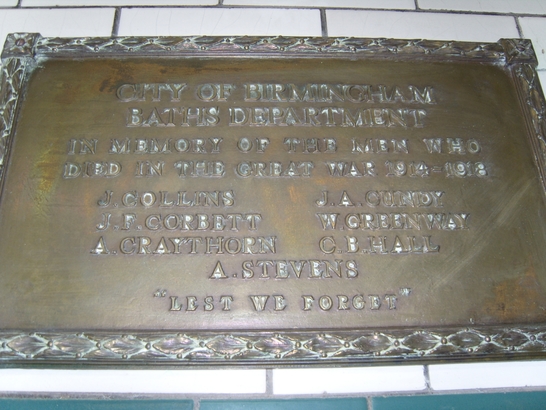 CITY OF BIRMINGHAM
BATHS DEPARTMENT
IN MEMORY OF THE MEN WHO
DIED IN THE GREAT WAR 1914-1918
J. COLLINS J. A. GUNDY
J. F. CORBETT W. GREENWAY
A. CRAYTHORN G. B. HALL
A. STEVENS
"LEST WE FORGET"